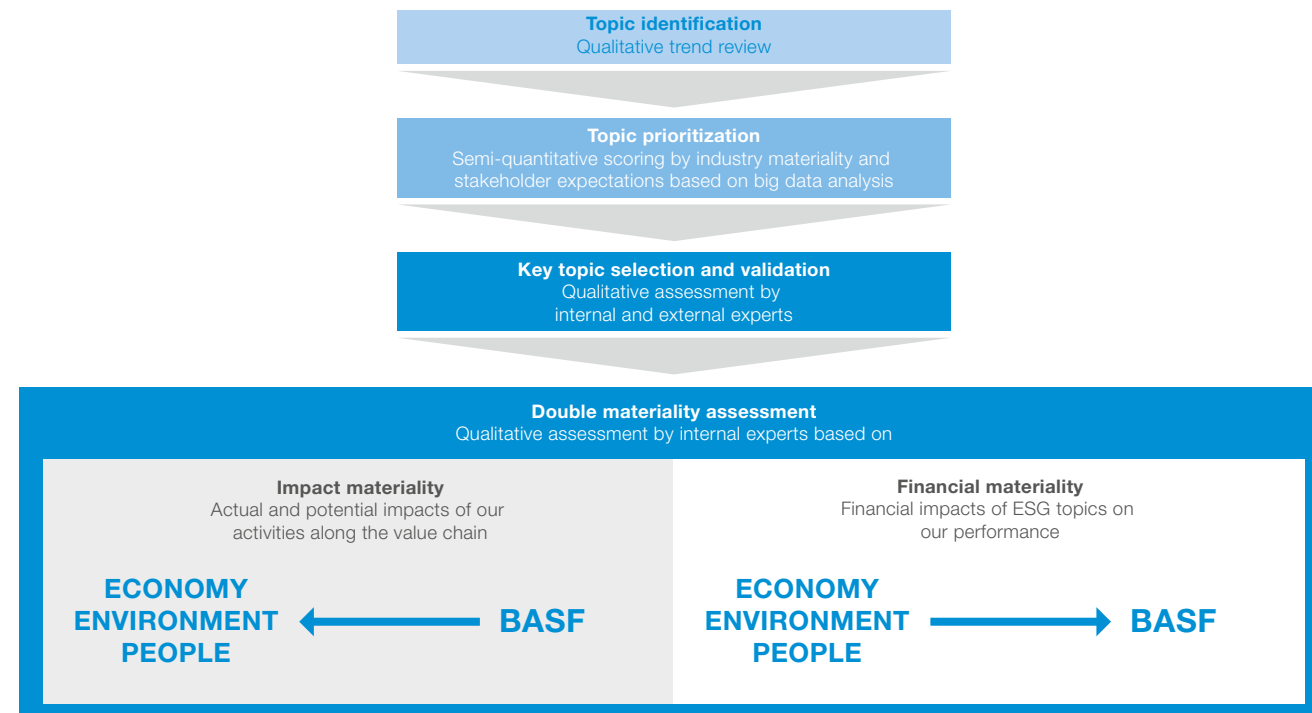 Topic identification
Qualitative trend review
Topic prioritization
Semi-quantitative scoring by industry materiality and
stakeholder expectations based on big data analysis
Key topic selection and validation
Qualitative assessment by
internal and external experts
Double materiality assessment
Qualitative assessment by internal experts based on
Impact materiality
Actual and potential impacts of our
activities along the value chain
ECONOMY
ENVIRONMENT
PEOPLE
BASF
Financial materiality
Financial impacts of ESG topics on
our performance
ECONOMY
ENVIRONMENT
PEOPLE
BASF